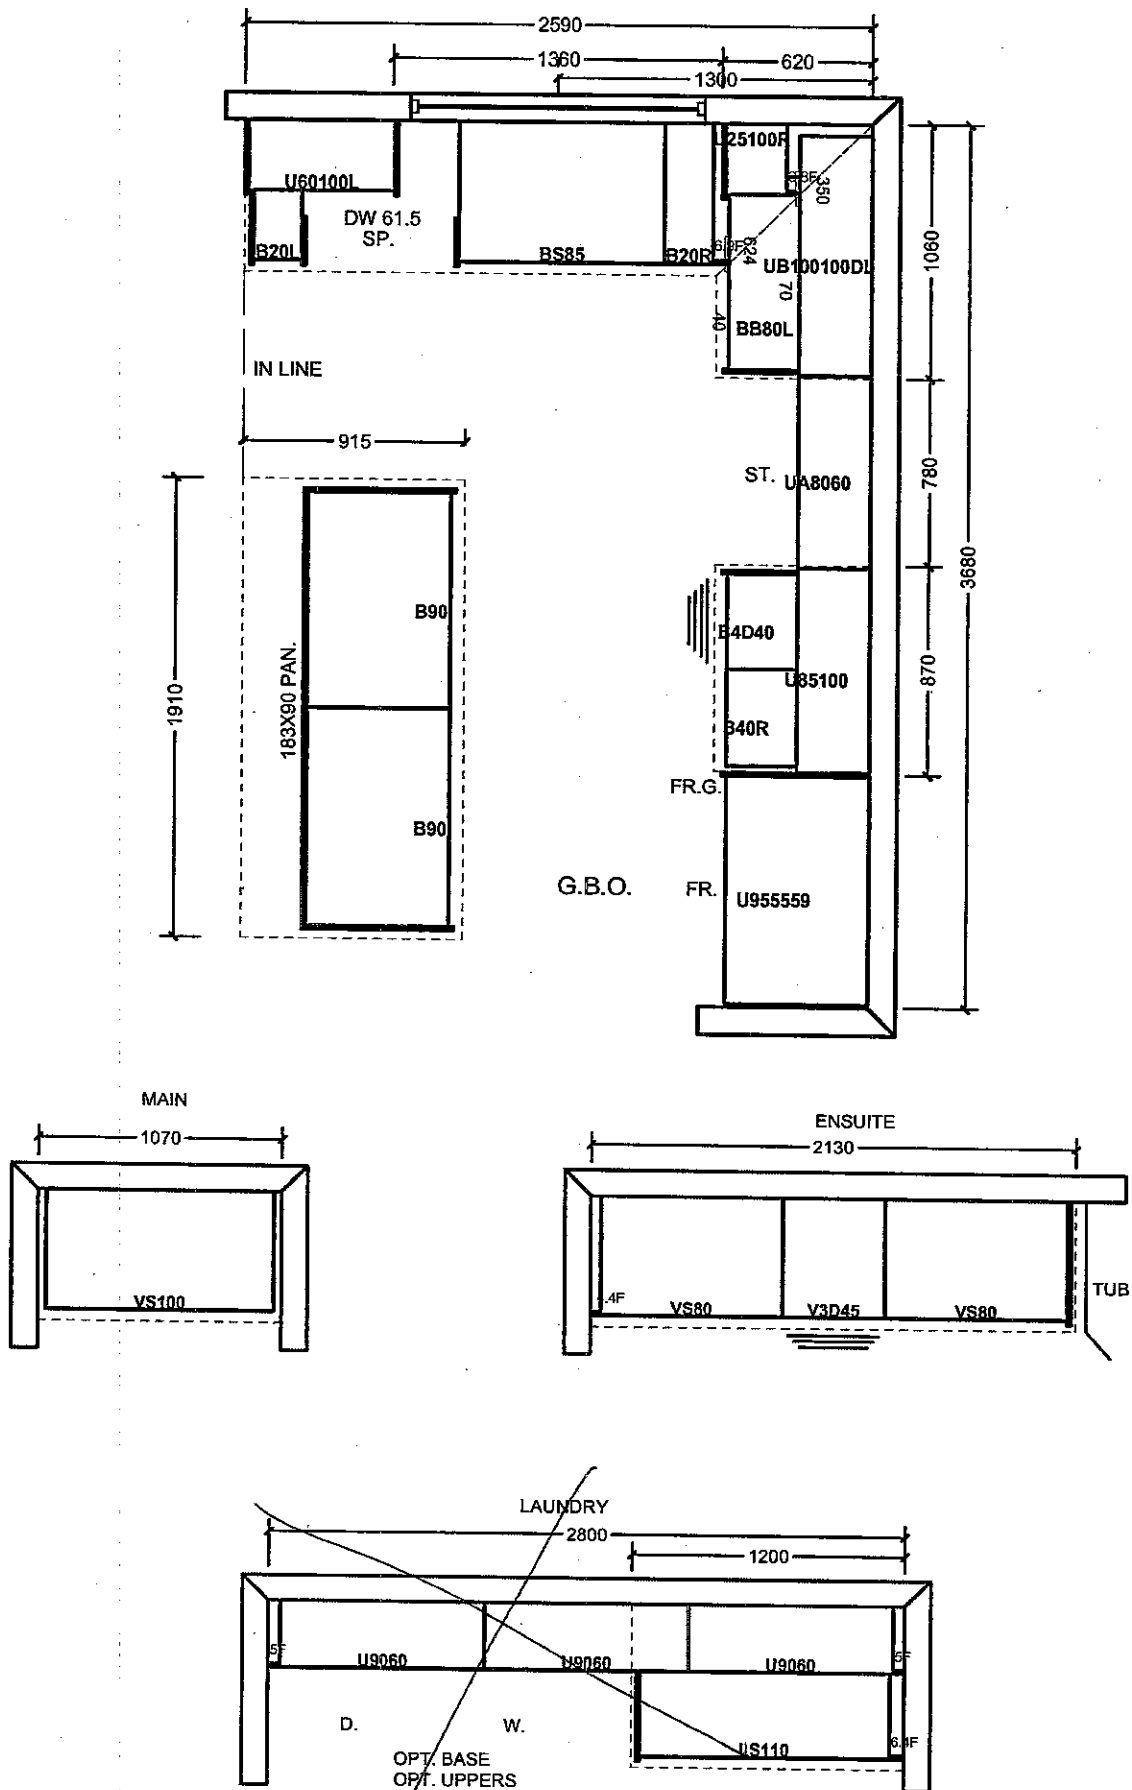 2590
1360
620
1300
U25100R
U60100L
350
DW 61.5
SP.
B20L
BS85
B20R
624
UB100100DL
70
40
BB80L
1060
IN LINE
915
ST.
UA8060
780
3680
B90
B4D40
183X90 PAN.
U85100
870
1910
B40R
FR.G.
B90
G.B.O.
FR.
U955559
MAIN
1070
ENSUITE
2130
VS100
.4F
VS80
V3D45
VS80
TUB
LAUNDRY
2800
1200
5F
U9060
U9060
U9060
5F
D.
W.
6.4F
OPT. BASE
OPT. UPPERS